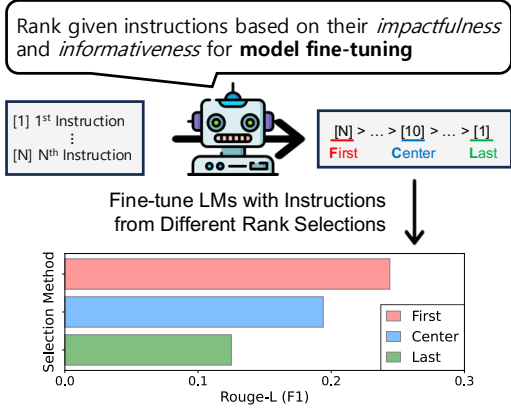 Rank given instructions based on their impactfulness
and informativeness for model fine-tuning
[1] 1st Instruction
⋮
[N] Nth Instruction
[N] > ... > [10] > ... > [1]
First Center Last
Fine-tune LMs with Instructions
from Different Rank Selections
Selection Method
First
Center
Last
0.0 0.1 0.2 0.3
Rouge-L (F1)